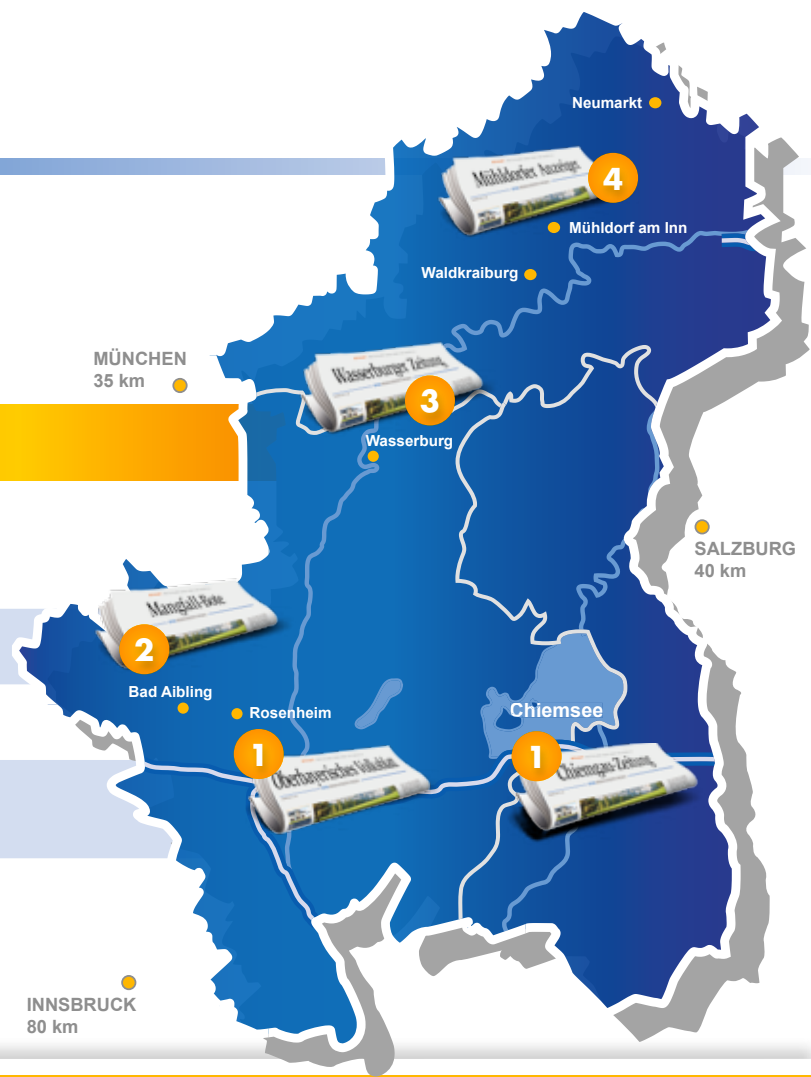 Neumarkt
Mühldorfer Anzeiger
4
Mühldorf am Inn
Waldkraiburg
MÜNCHEN
35 km
Wasserburger Zeitung
3
Wasserburg
SALZBURG
40 km
Mangfall-Bote
2
Bad Aibling
Rosenheim
Chiemsee
1
Oberbayerisches Volksblatt
1
Chiemgau-Zeitung
INNSBRUCK
80 km